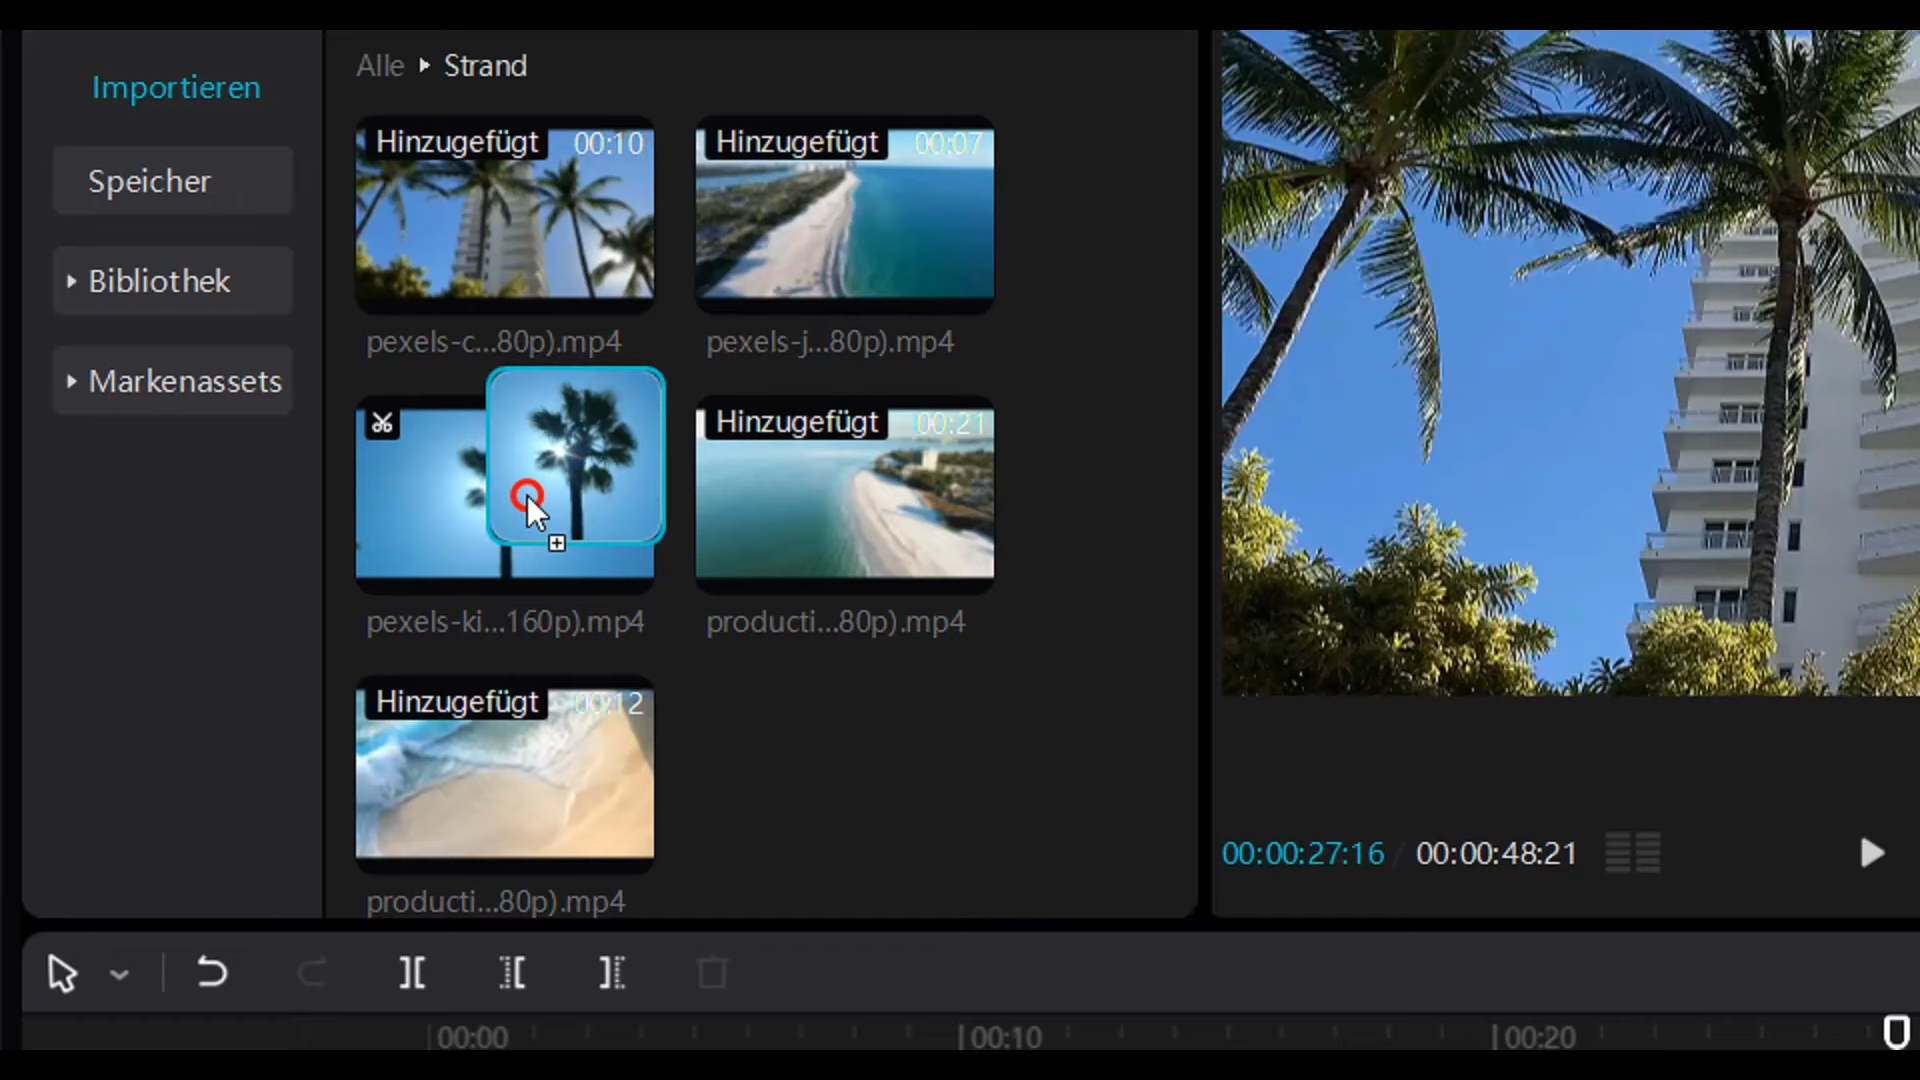 Importieren
Speicher
Bibliothek
Markenassets
Alle Strand
Hinzugefügt 00:10
Hinzugefügt 00:07
pexels-c...80p).mp4
pexels-j...80p).mp4
Hinzugefügt 00:21
pexels-ki...160p).mp4
producti...80p).mp4
Hinzugefügt 00:12
producti...80p).mp4
00:00:27:16 / 00:00:48:21
00:00
00:10
00:20